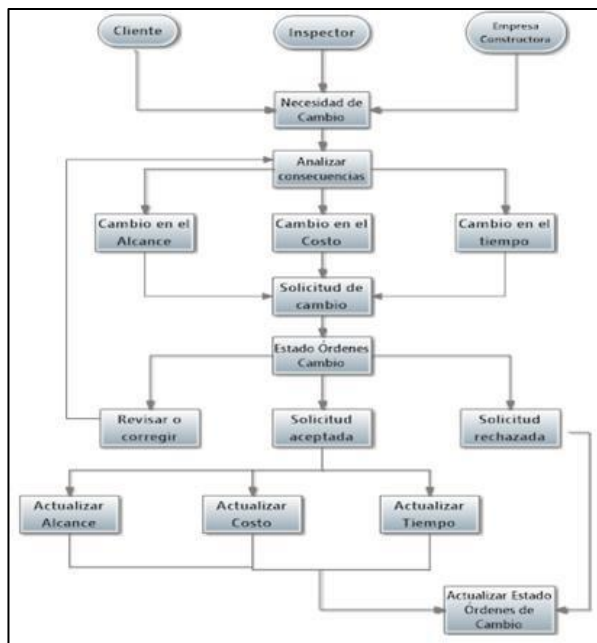 Cliente
Inspector
Empresa
Constructora
Necesidad de
Cambio
Analizar
consecuencias
Cambio en el
Alcance
Cambio en el
Costo
Cambio en el
tiempo
Solicitud de
cambio
Estado Órdenes
Cambio
Revisar o
corregir
Solicitud
aceptada
Solicitud
rechazada
Actualizar
Alcance
Actualizar
Costo
Actualizar
Tiempo
Actualizar Estado
Órdenes de
Cambio